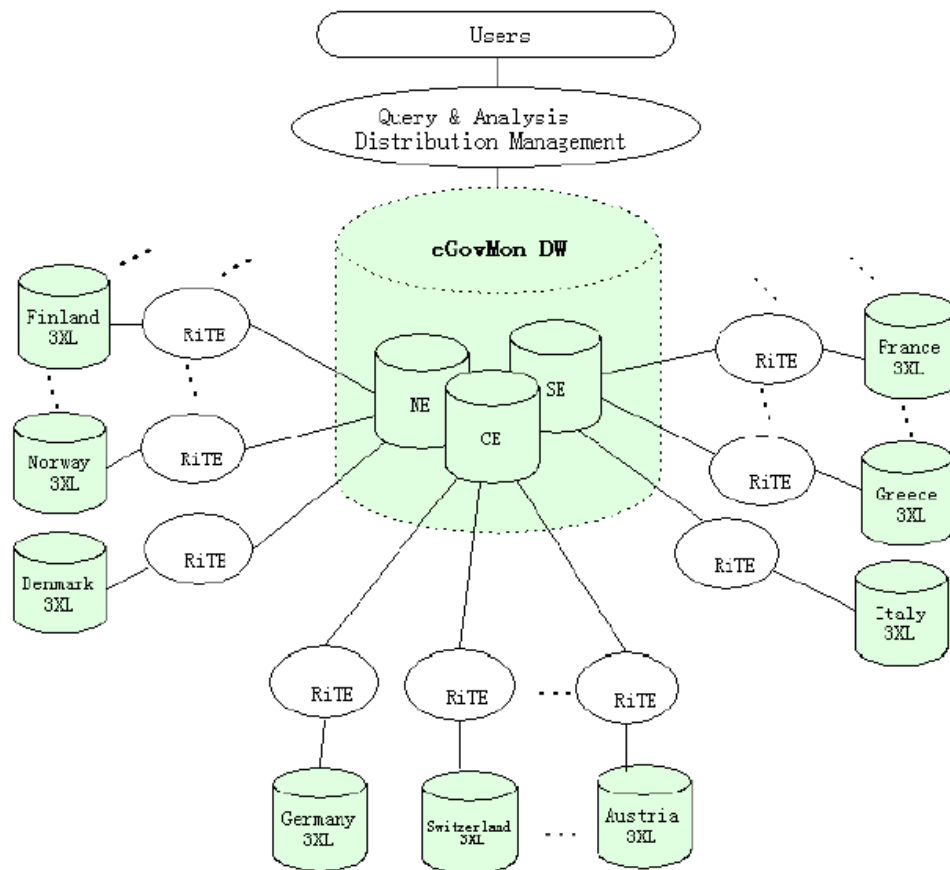 Users
Query & Analysis
Distribution Management
eGovMon DW
Finland
3XL
RiTE
RiTE
France
3XL
NE
SE
CE
Norway
3XL
RiTE
RiTE
Greece
3XL
Denmark
3XL
RiTE
RiTE
Italy
3XL
RiTE
RiTE
RiTE
Germany
3XL
Switzerland
3XL
Austria
3XL